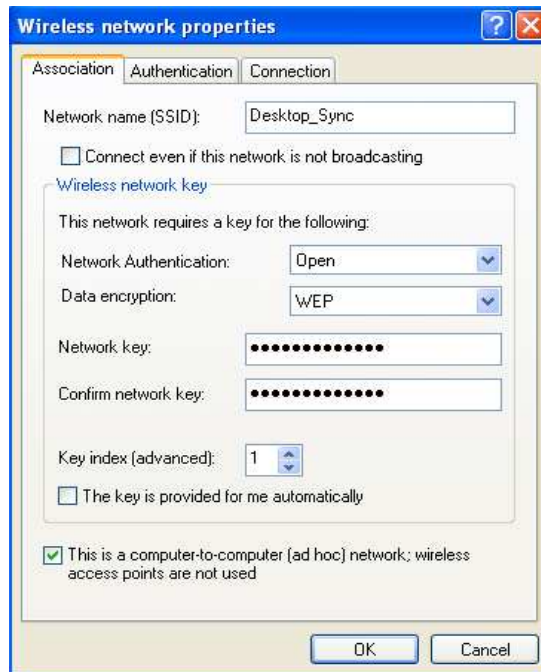 Wireless network properties
Association Authentication Connection
Network name (SSID): Desktop_Sync
Connect even if this network is not broadcasting
Wireless network key
This network requires a key for the following:
Network Authentication: Open
Data encryption: WEP
Network key: •••••••••••••
Confirm network key: •••••••••••••
Key index (advanced): 1
The key is provided for me automatically
This is a computer-to-computer (ad hoc) network; wireless
access points are not used
OK Cancel